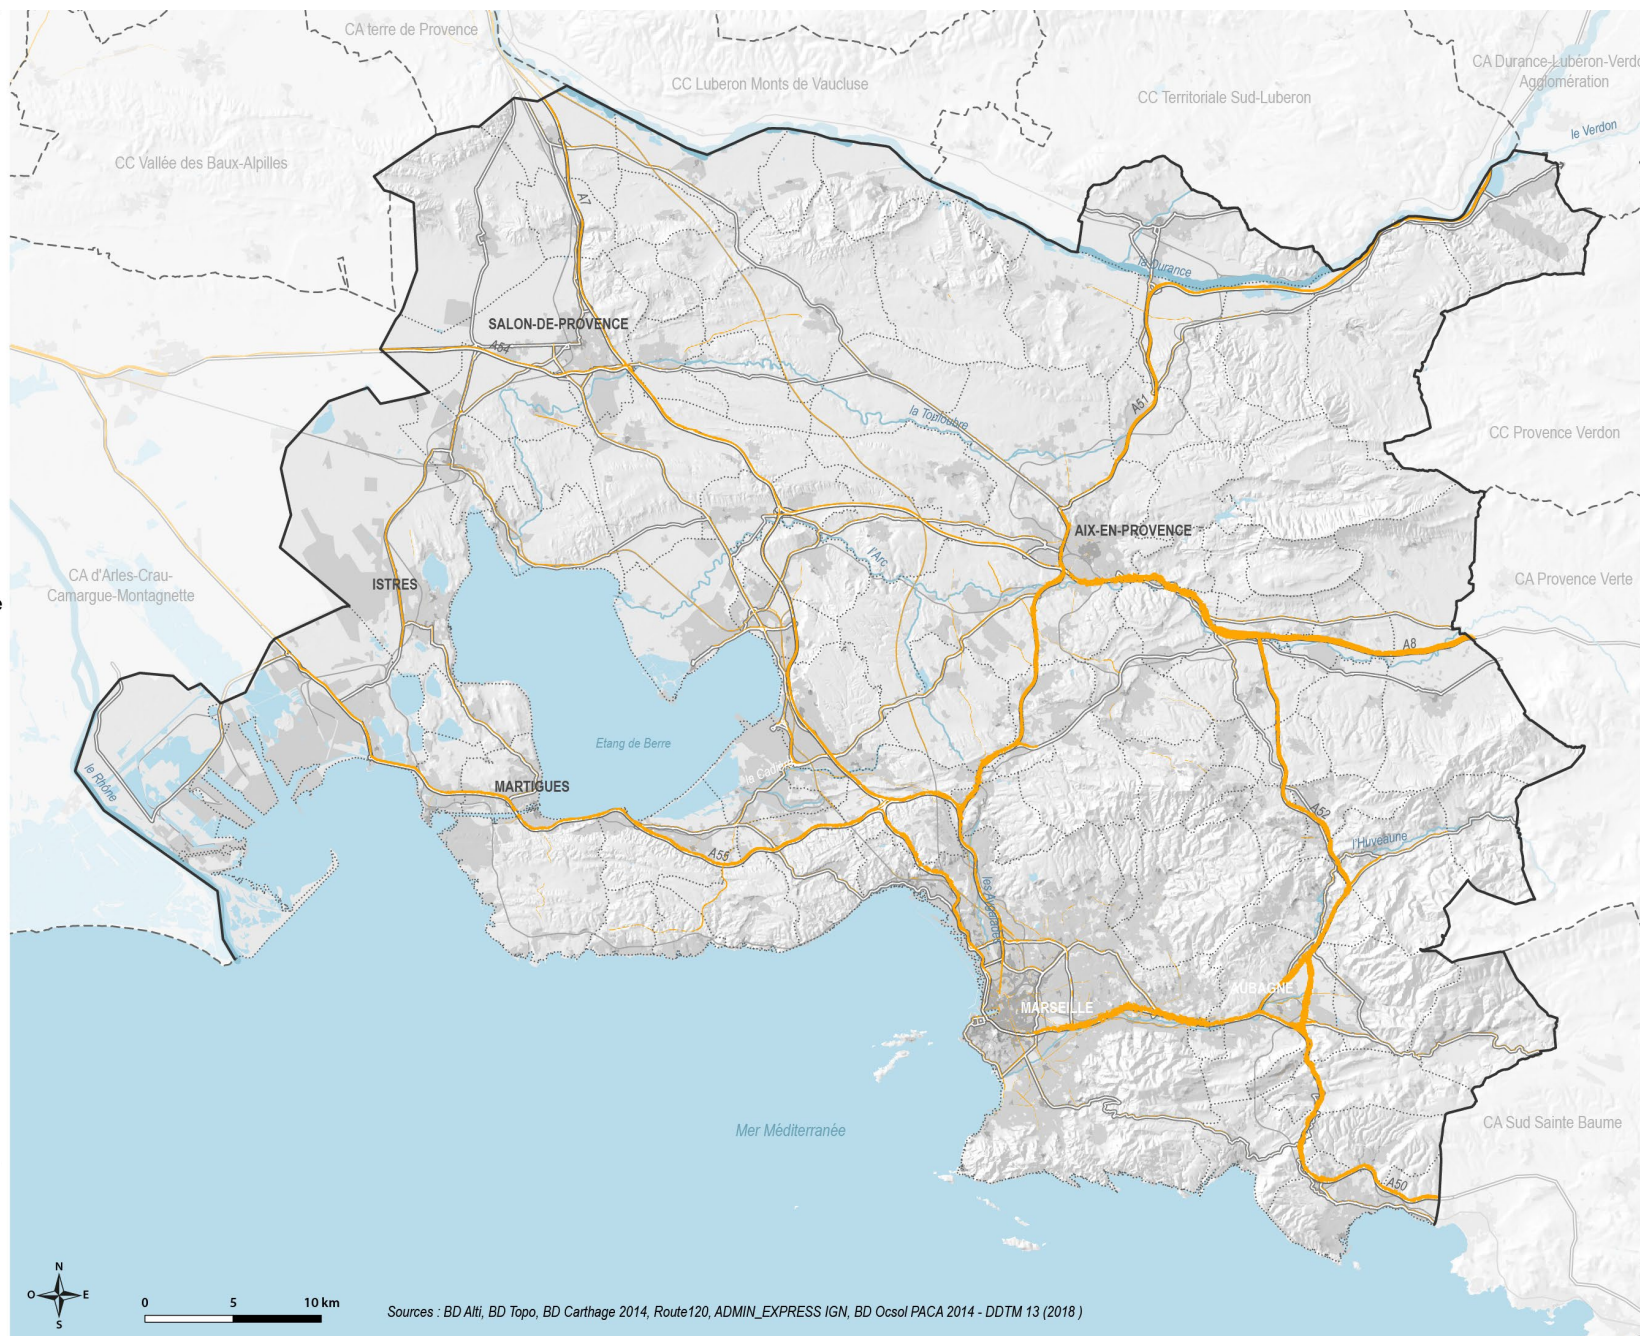 CA terre de Provence
CC Luberon Monts de Vaucluse
CA Durance-Lubéron-Verdo
Agglomération
CC Territoriale Sud-Luberon
le Verdon
CC Vallée des Baux-Alpilles
A7
la Durance
SALON-DE-PROVENCE
A54
A51
la Touloubre
CC Provence Verdon
AIX-EN-PROVENCE
l'Arc
CA d'Arles-Crau-
Camargue-Montagnette
ISTRES
CA Provence Verte
e
A8
Etang de Berre
le Rhône
MARTIGUES
A52
l'Huveaune
A55
les Aygalades
AUBAGNE
MARSEILLE
Mer Méditerranée
CA Sud Sainte Baume
A50
N
O
E
S
0 5 10 km
Sources : BD Alti, BD Topo, BD Carthage 2014, Route120, ADMIN_EXPRESS IGN, BD Ocsol PACA 2014 - DDTM 13 (2018 )